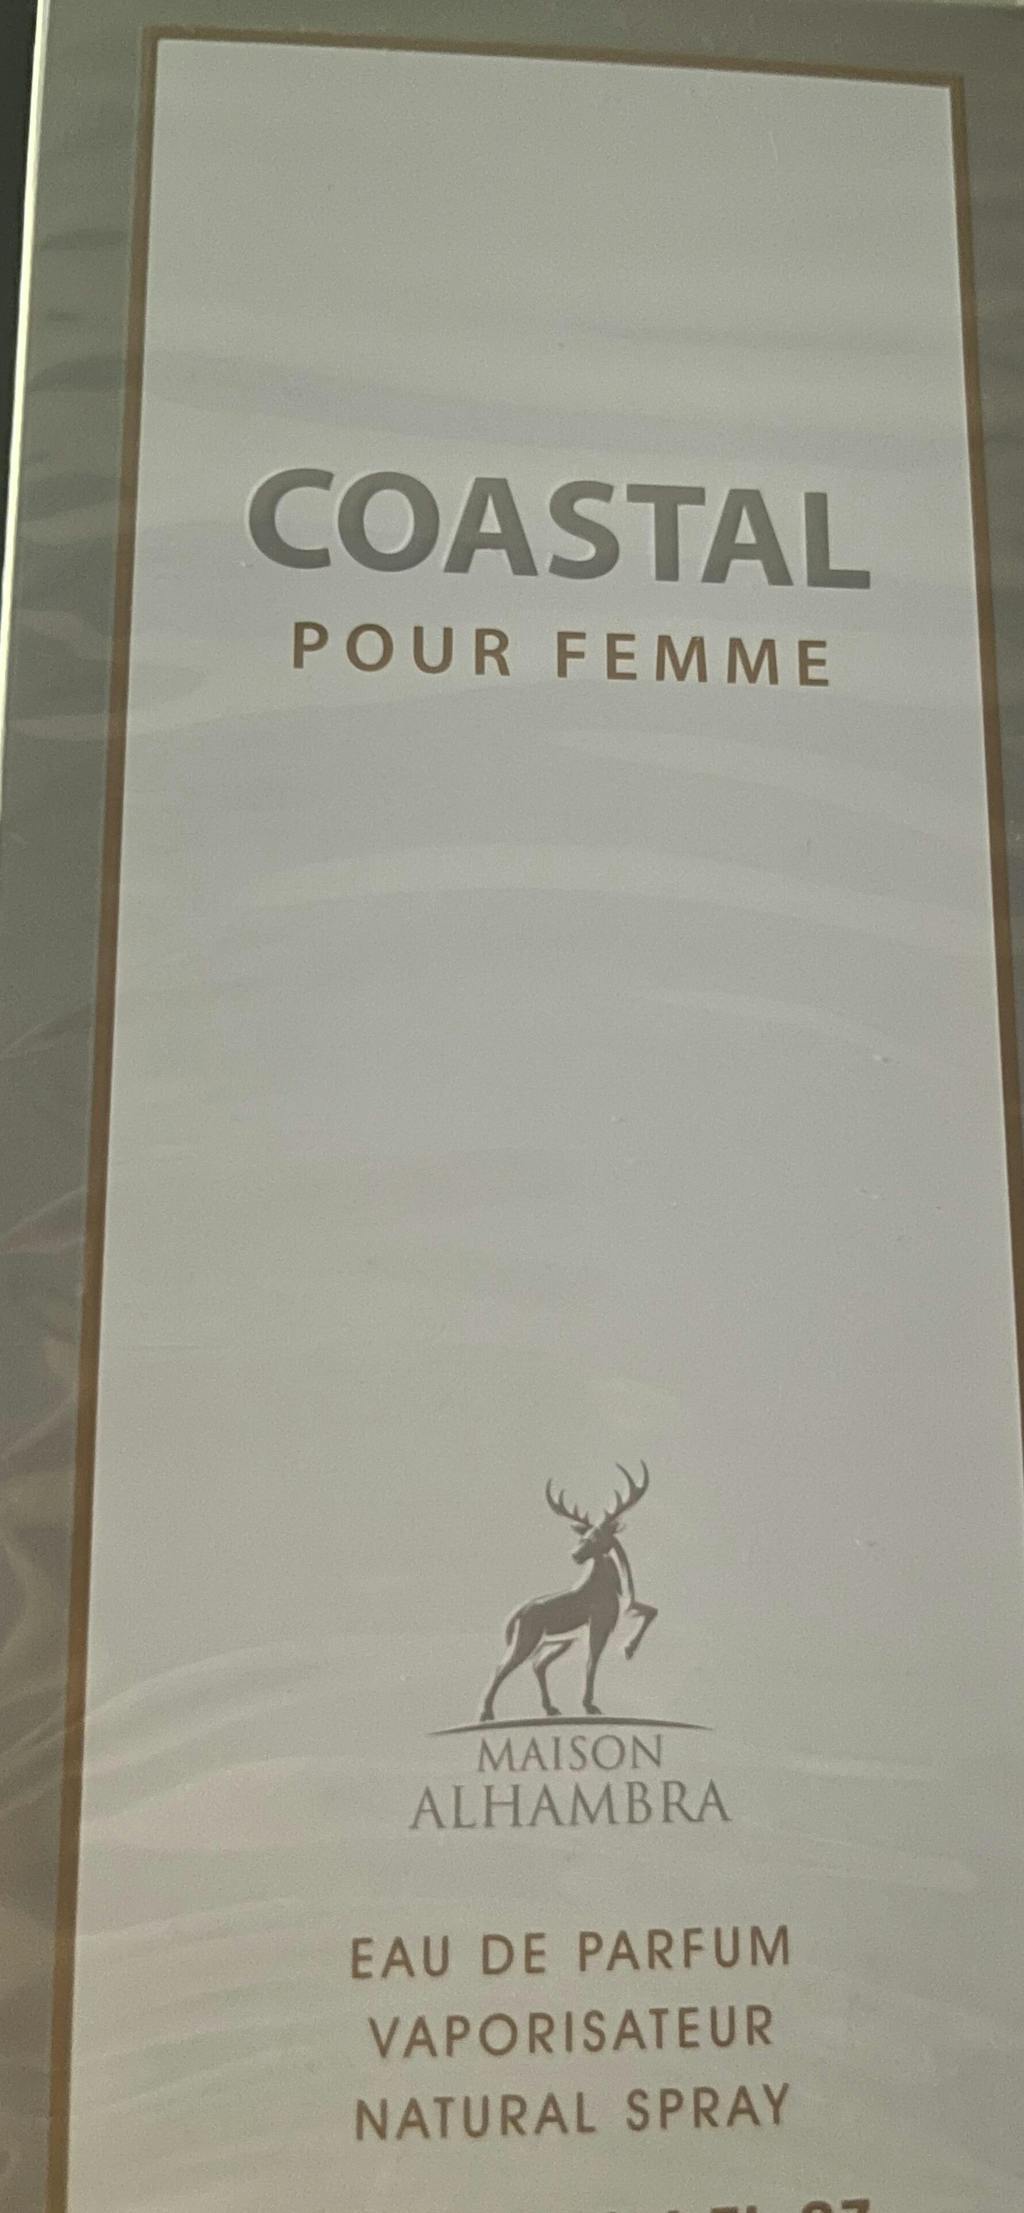 COASTAL
POUR FEMME
MAISON
ALHAMBRA
EAU DE PARFUM
VAPORISATEUR
NATURAL SPRAY